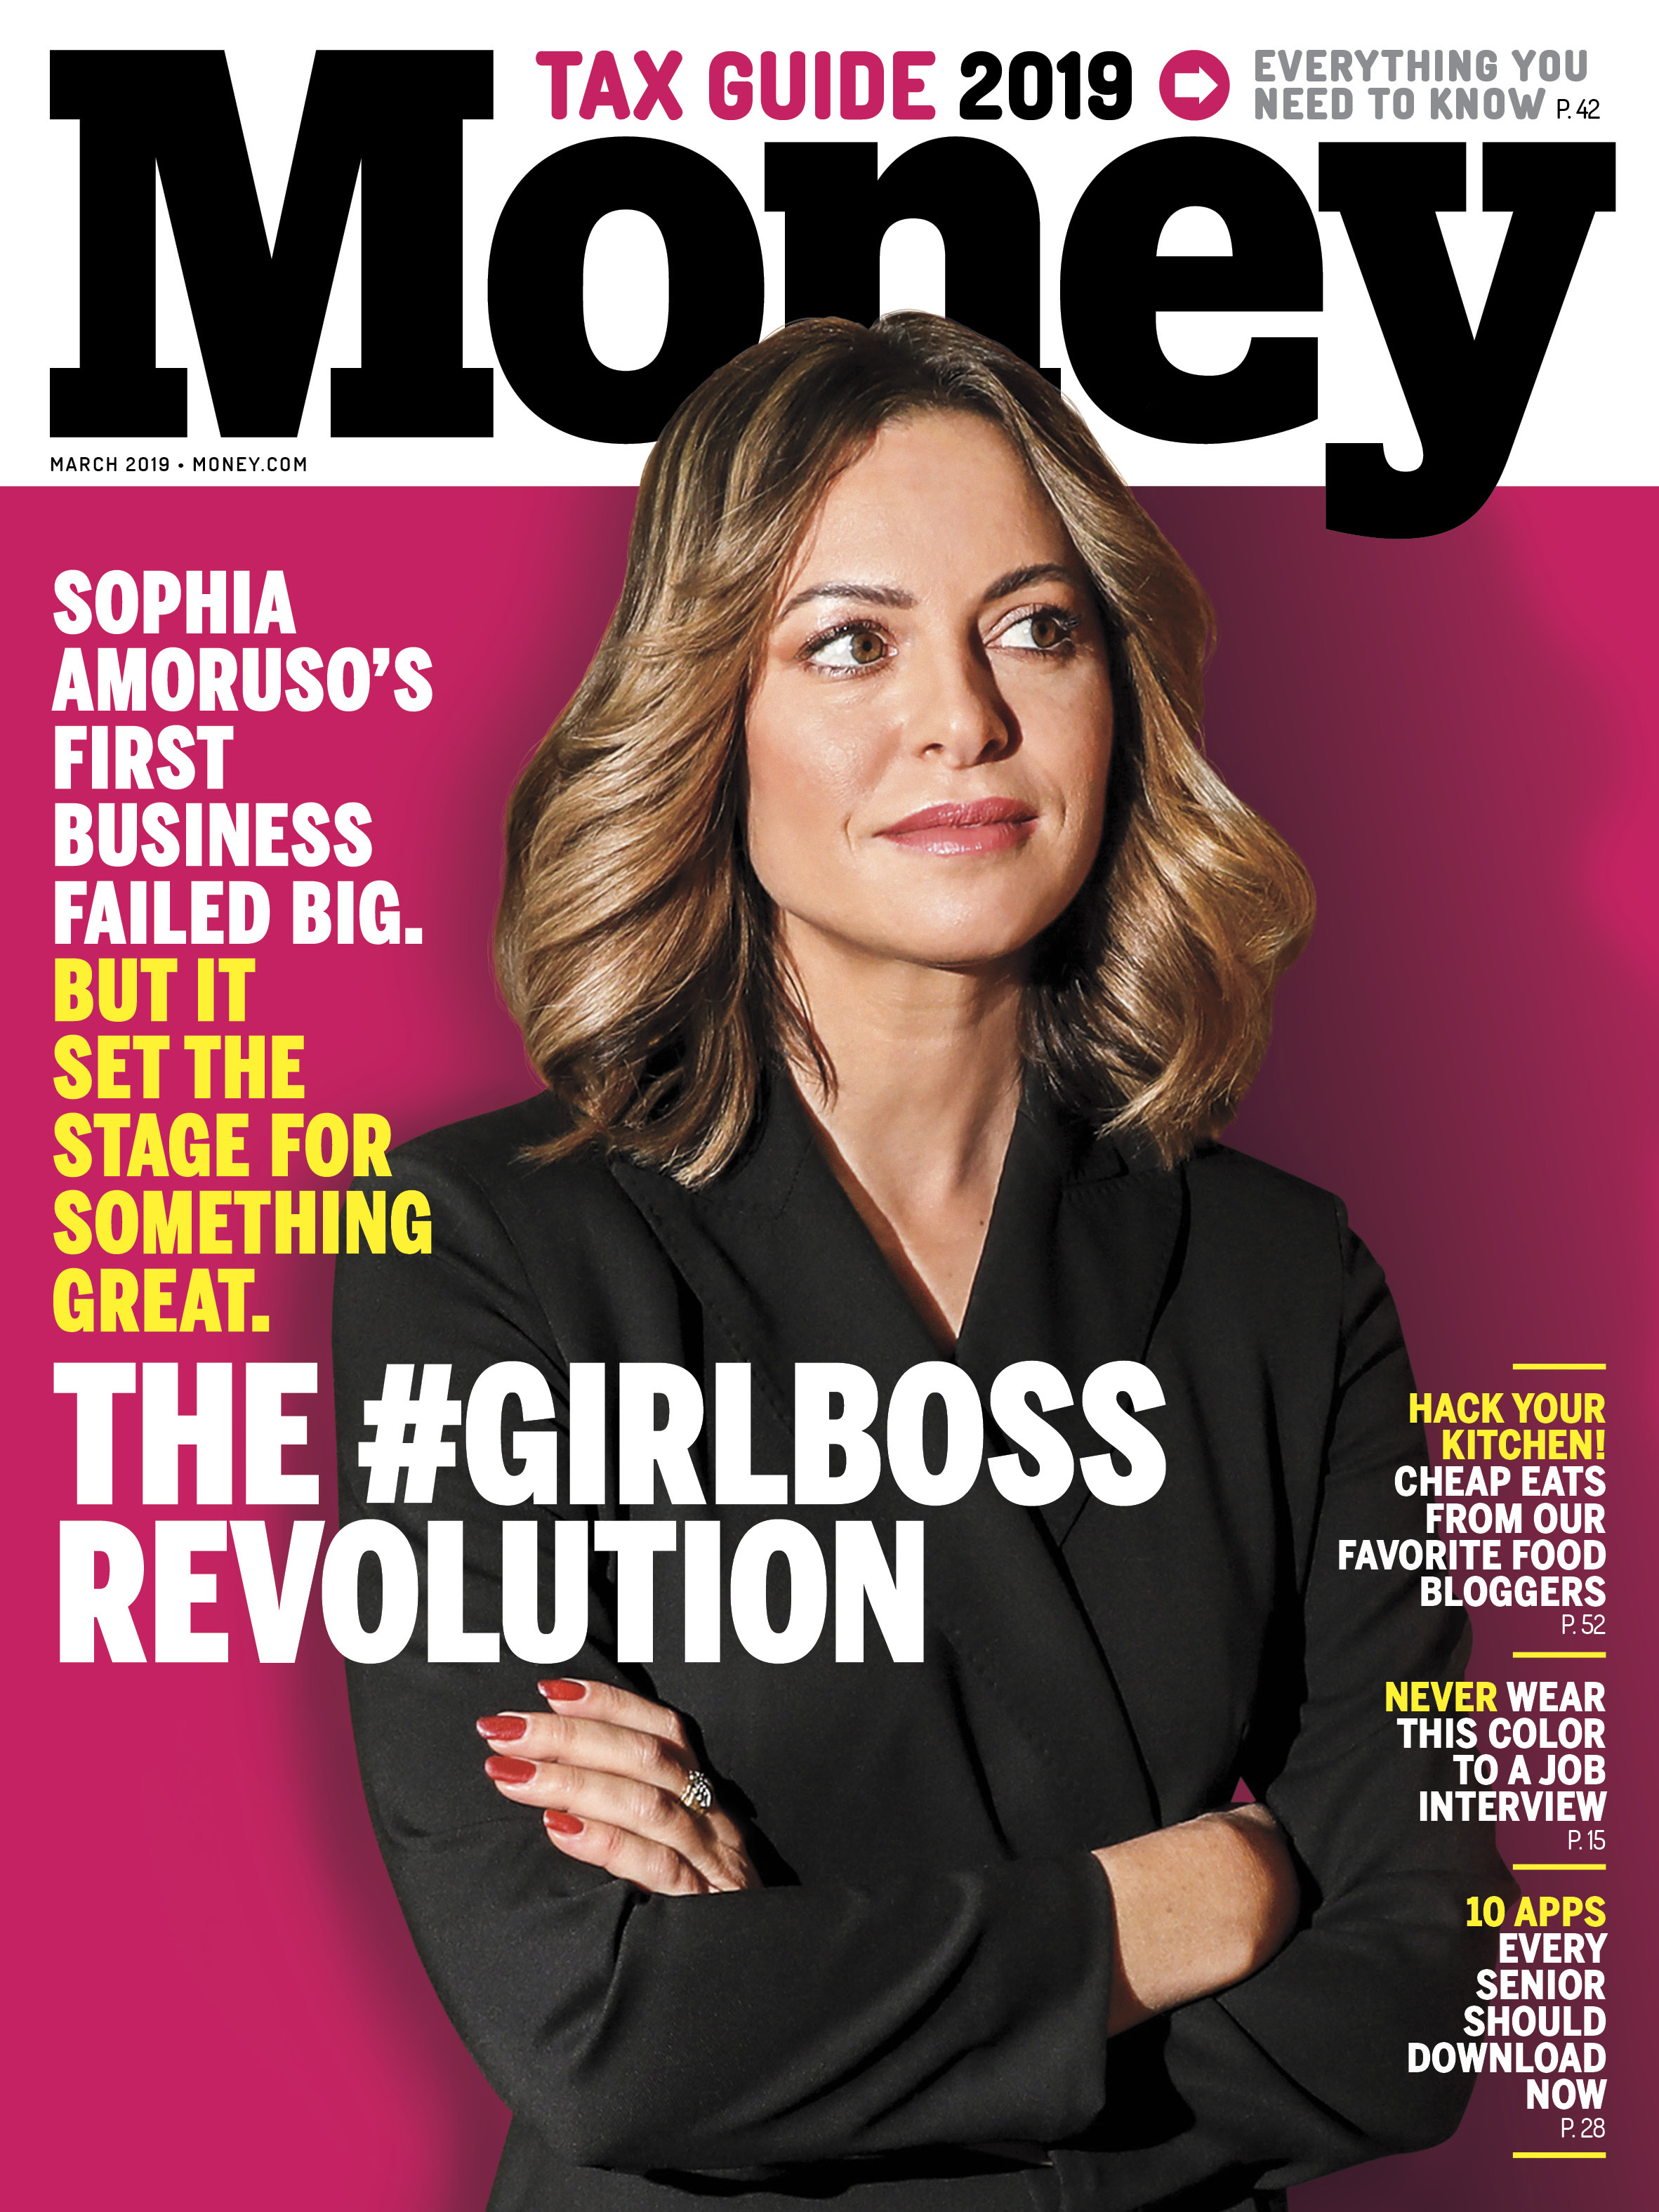 TAX GUIDE 2019
EVERYTHING YOU
NEED TO KNOW P. 42
Money
MARCH 2019 • MONEY.COM
SOPHIA
AMORUSO'S
FIRST
BUSINESS
FAILED BIG.
BUT IT
SET THE
STAGE FOR
SOMETHING
GREAT.
THE #GIRLBOSS
REVOLUTION
HACK YOUR
KITCHEN!
CHEAP EATS
FROM OUR
FAVORITE FOOD
BLOGGERS
P. 52
NEVER WEAR
THIS COLOR
TO A JOB
INTERVIEW
P. 15
10 APPS
EVERY
SENIOR
SHOULD
DOWNLOAD
NOW
P. 28